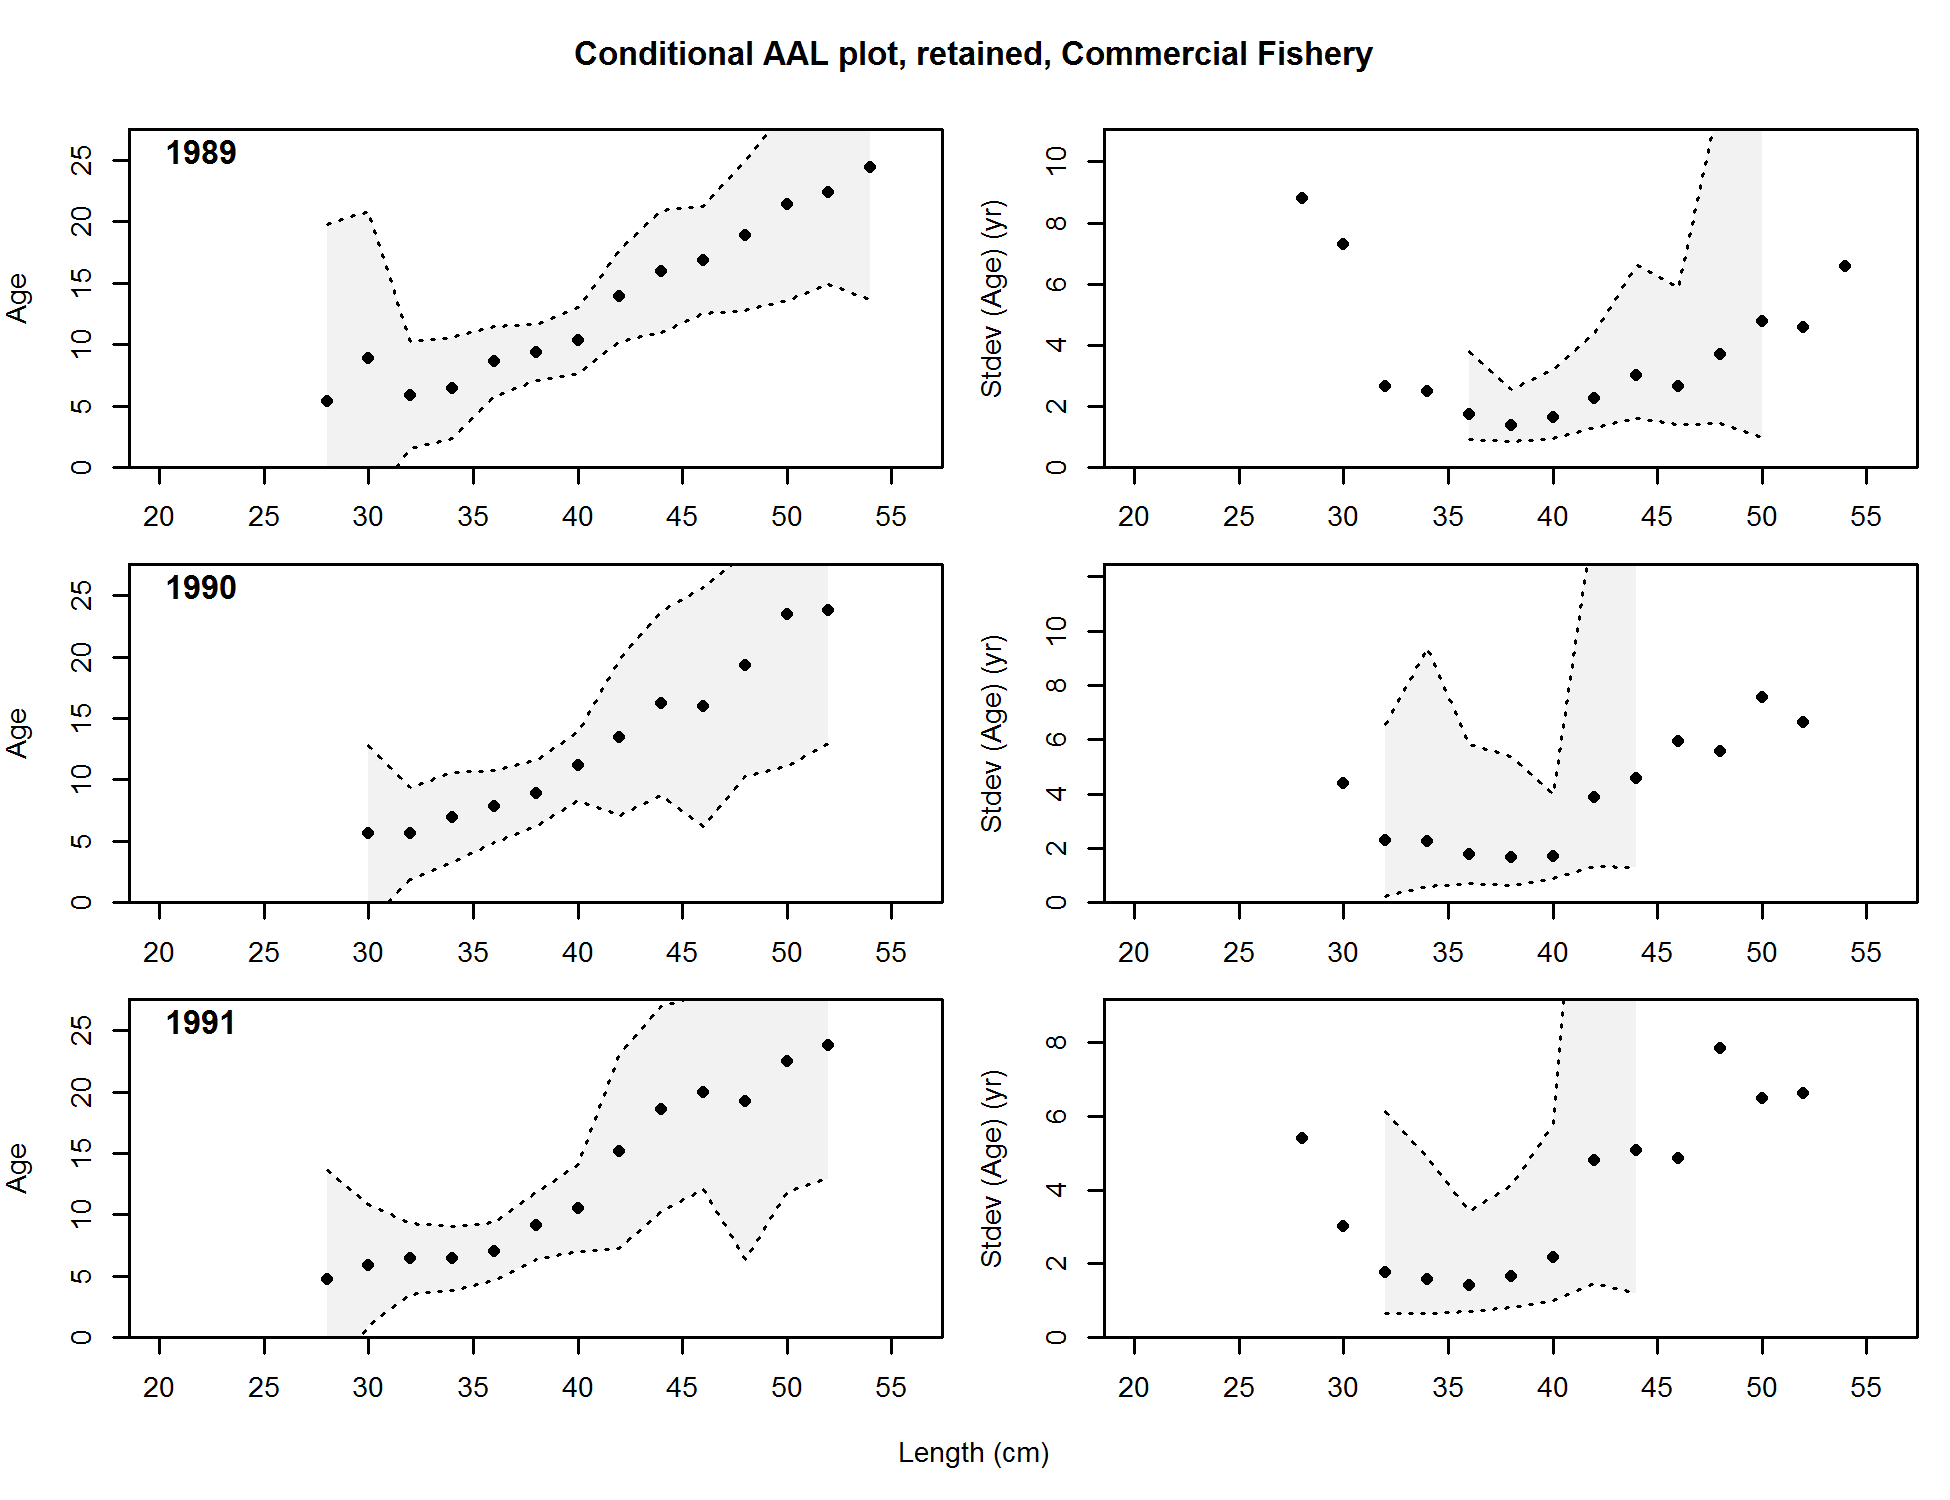 Conditional AAL plot, retained, Commercial Fishery
1989
Age
0 5 10 15 20 25
20 25 30 35 40 45 50 55
Stdev (Age) (yr)
0 2 4 6 8 10
20 25 30 35 40 45 50 55
1990
Age
0 5 10 15 20 25
20 25 30 35 40 45 50 55
Stdev (Age) (yr)
0 2 4 6 8 10
20 25 30 35 40 45 50 55
1991
Age
0 5 10 15 20 25
20 25 30 35 40 45 50 55
Stdev (Age) (yr)
0 2 4 6 8
20 25 30 35 40 45 50 55
Length (cm)